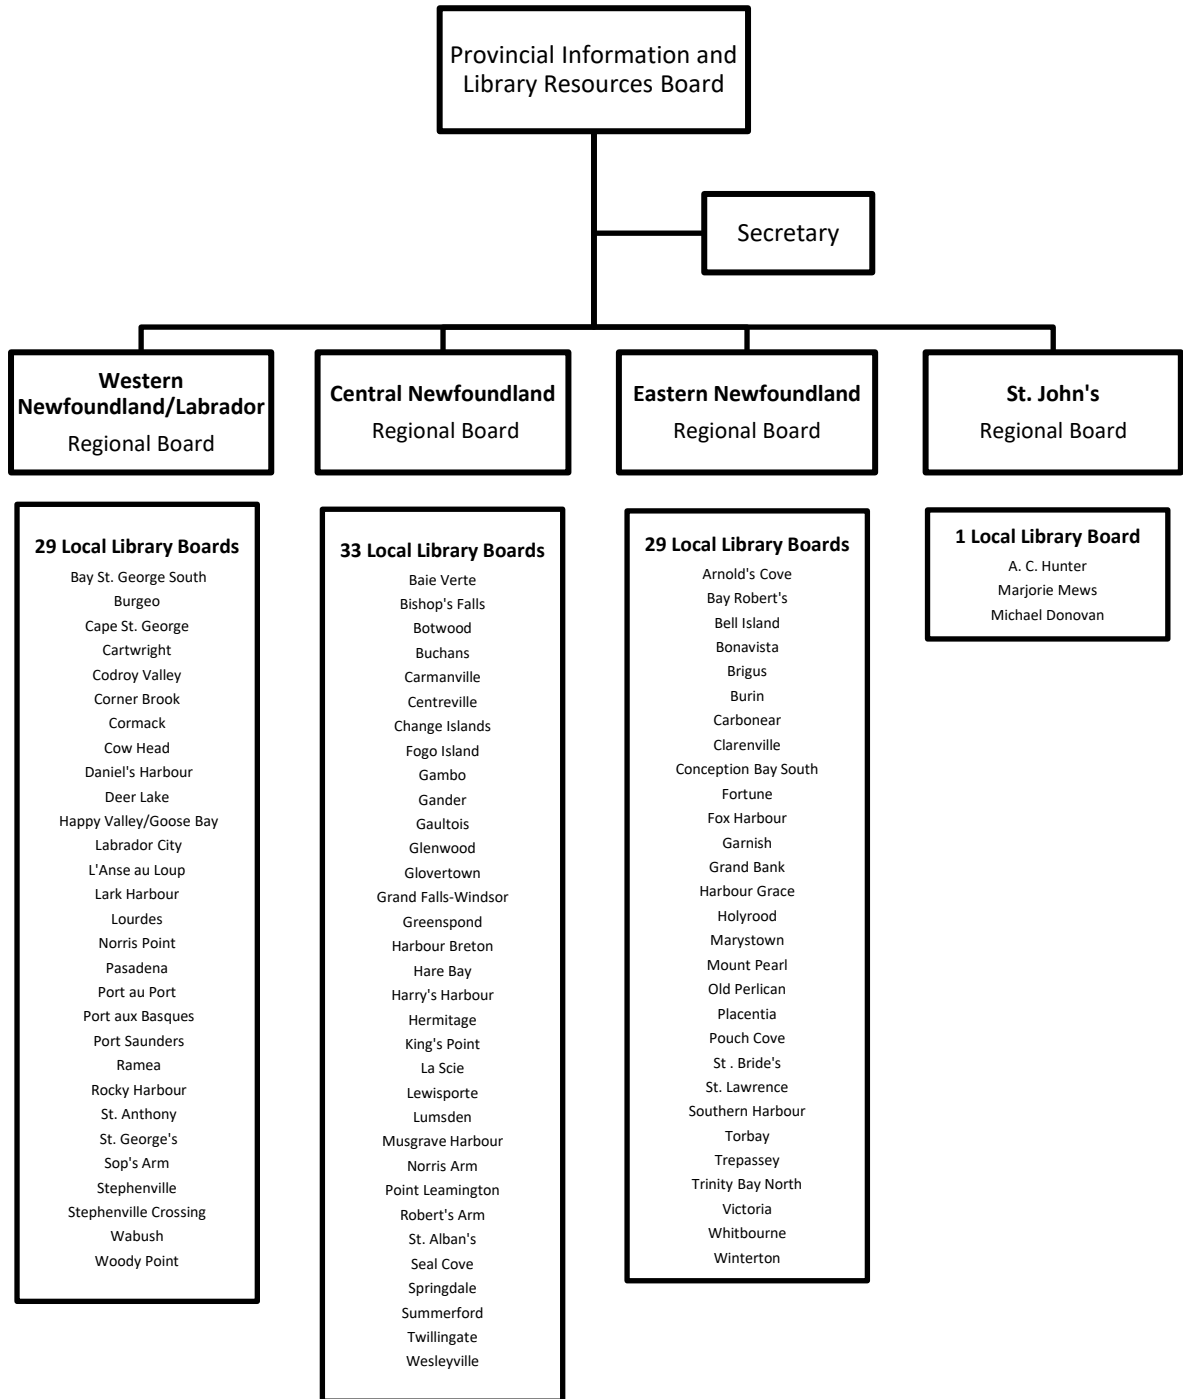 Provincial Information and
Library Resources Board
Secretary
Western
Newfoundland/Labrador
Regional Board
Central Newfoundland
Regional Board
Eastern Newfoundland
Regional Board
St. John's
Regional Board
29 Local Library Boards
Bay St. George South
Burgeo
Cape St. George
Cartwright
Codroy Valley
Corner Brook
Cormack
Cow Head
Daniel's Harbour
Deer Lake
Happy Valley/Goose Bay
Labrador City
L'Anse au Loup
Lark Harbour
Lourdes
Norris Point
Pasadena
Port au Port
Port aux Basques
Port Saunders
Ramea
Rocky Harbour
St. Anthony
St. George's
Sop's Arm
Stephenville
Stephenville Crossing
Wabush
Woody Point
33 Local Library Boards
Baie Verte
Bishop's Falls
Botwood
Buchans
Carmanville
Centreville
Change Islands
Fogo Island
Gambo
Gander
Gaultois
Glenwood
Glovertown
Grand Falls-Windsor
Greenspond
Harbour Breton
Hare Bay
Harry's Harbour
Hermitage
King's Point
La Scie
Lewisporte
Lumsden
Musgrave Harbour
Norris Arm
Point Leamington
Robert's Arm
St. Alban's
Seal Cove
Springdale
Summerford
Twillingate
Wesleyville
29 Local Library Boards
Arnold's Cove
Bay Robert's
Bell Island
Bonavista
Brigus
Burin
Carbonear
Clarenville
Conception Bay South
Fortune
Fox Harbour
Garnish
Grand Bank
Harbour Grace
Holyrood
Marystown
Mount Pearl
Old Perlican
Placentia
Pouch Cove
St . Bride's
St. Lawrence
Southern Harbour
Torbay
Trepassey
Trinity Bay North
Victoria
Whitbourne
Winterton
1 Local Library Board
A. C. Hunter
Marjorie Mews
Michael Donovan